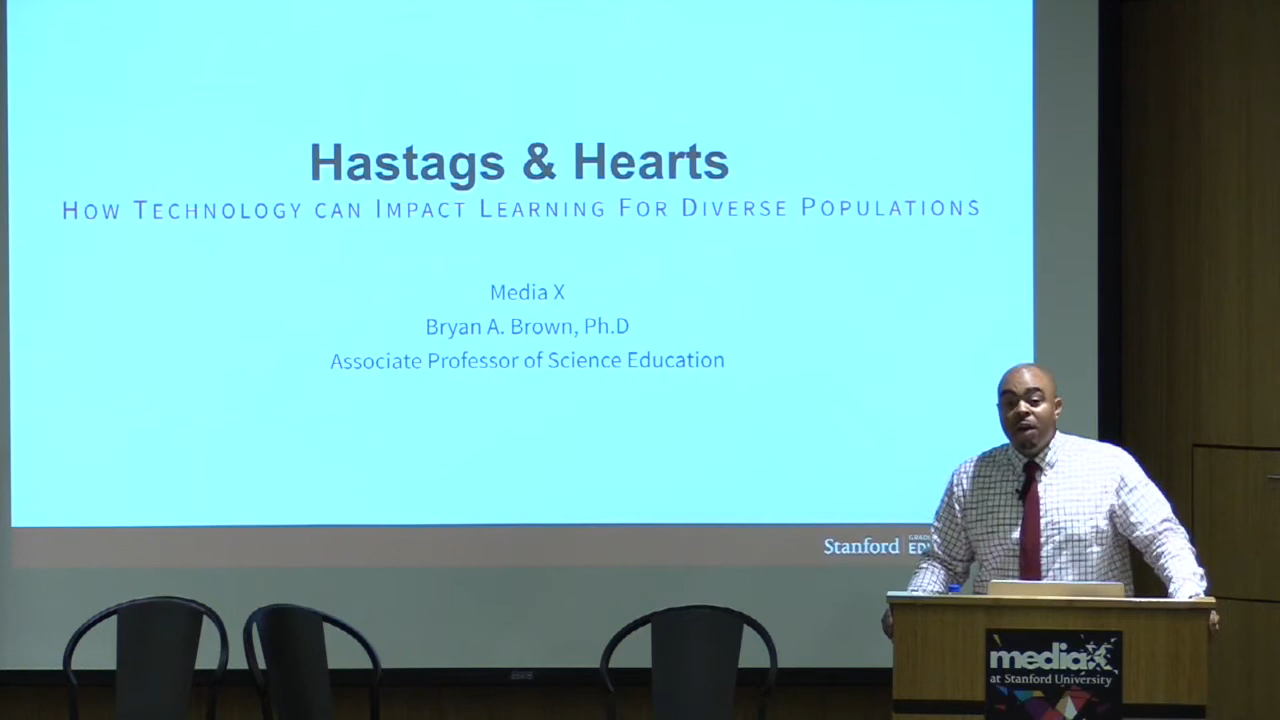 Hastags & Hearts
HOW TECHNOLOGY CAN IMPACT LEARNING FOR DIVERSE POPULATIONS
Media X
Bryan A. Brown, Ph.D
Associate Professor of Science Education
Stanford
mediaX
at Stanford University